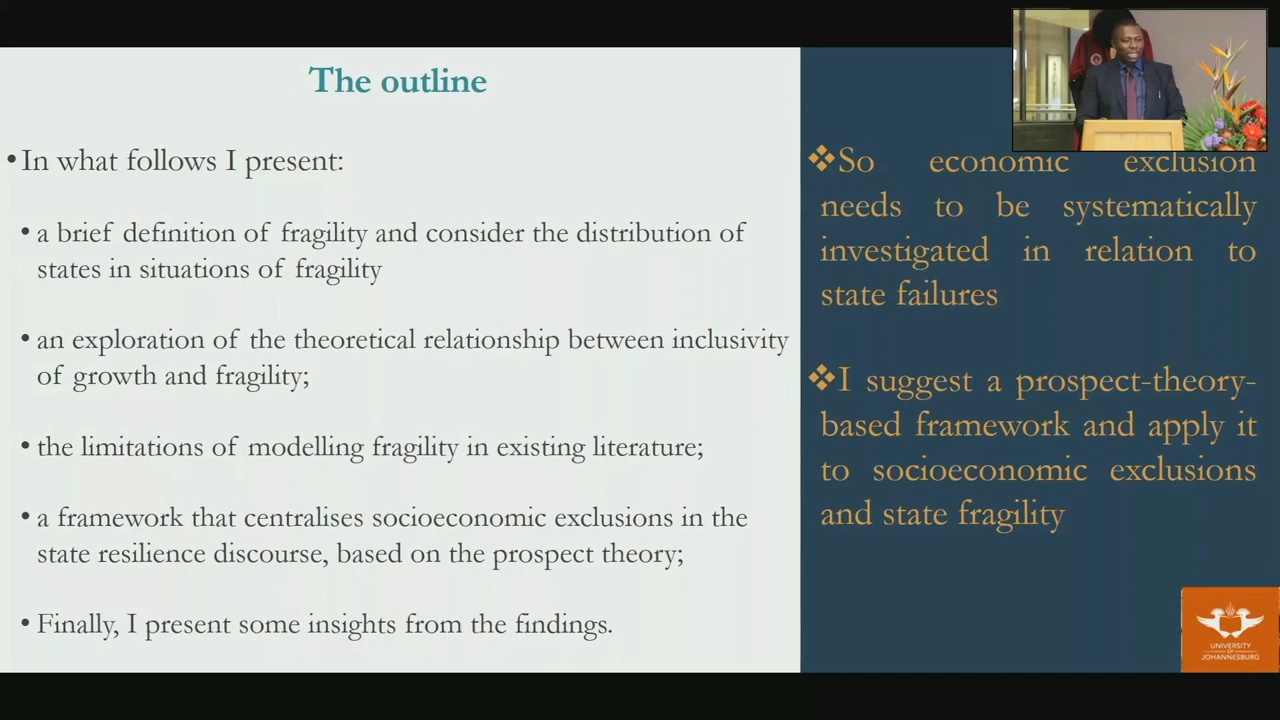 The outline
• In what follows I present:
• a brief definition of fragility and consider the distribution of
states in situations of fragility
• an exploration of the theoretical relationship between inclusivity
of growth and fragility;
• the limitations of modelling fragility in existing literature;
• a framework that centralises socioeconomic exclusions in the
state resilience discourse, based on the prospect theory;
• Finally, I present some insights from the findings.
❖So economic exclusion
needs to be systematically
investigated in relation to
state failures
❖I suggest a prospect-theory-
based framework and apply it
to socioeconomic exclusions
and state fragility
UNIVERSITY
OF
JOHANNESBURG